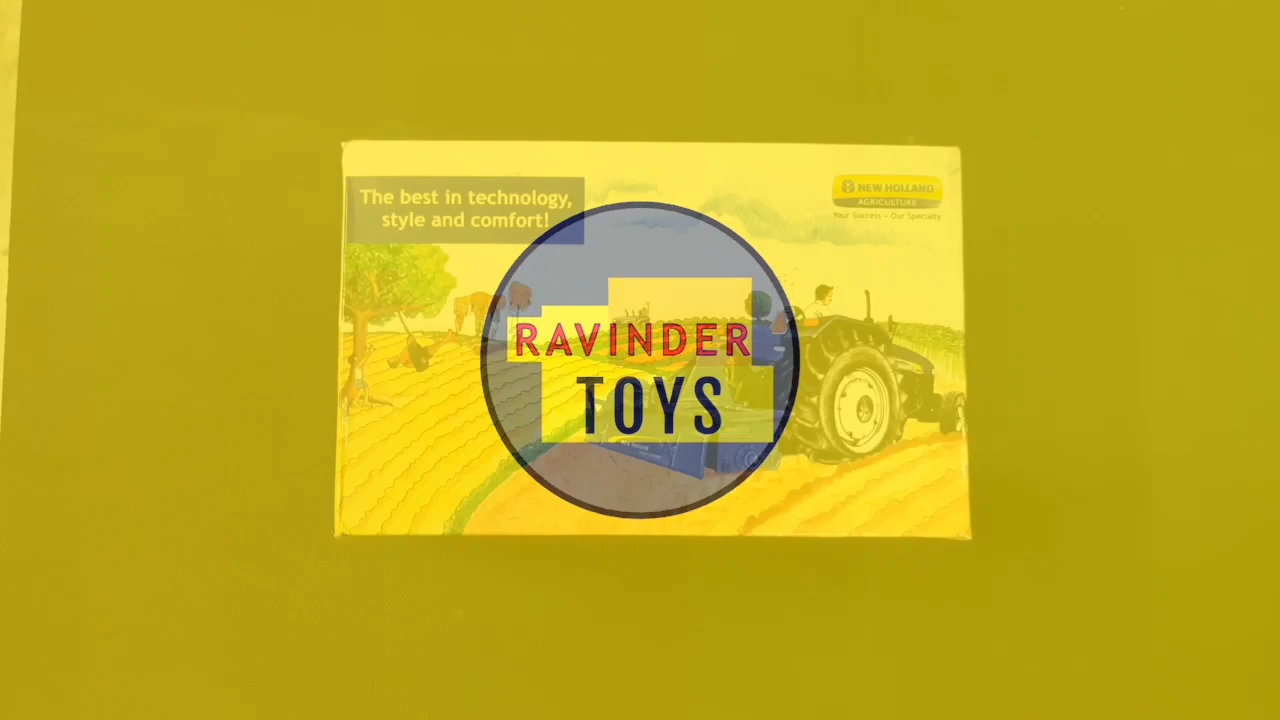 The best in technology,
style and comfort!
NEW HOLLAND
AGRICULTURE
Your Success – Our Specialty
RAVINDER
TOYS